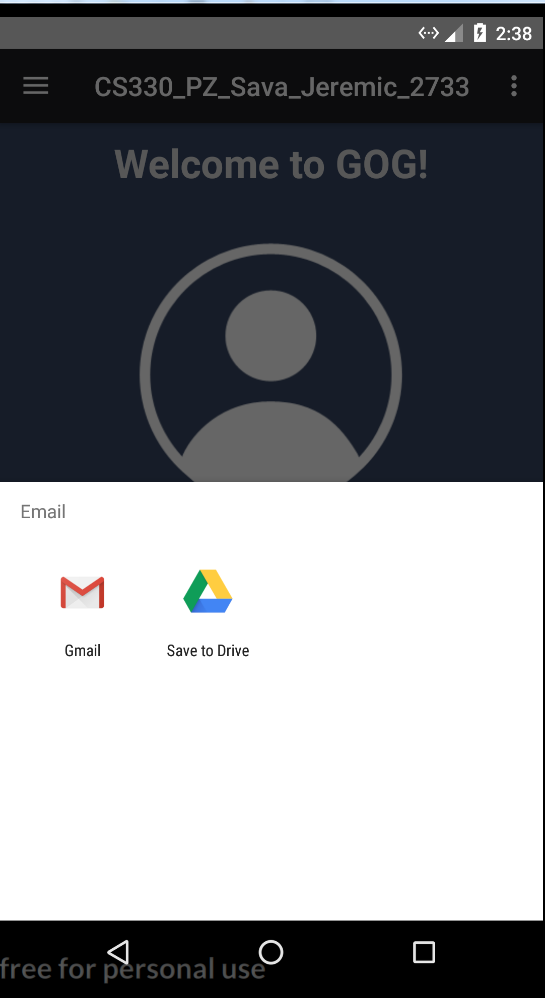 2:38
CS330_PZ_Sava_Jeremic_2733
Welcome to GOG!
Email
Gmail
Save to Drive
free for personal use